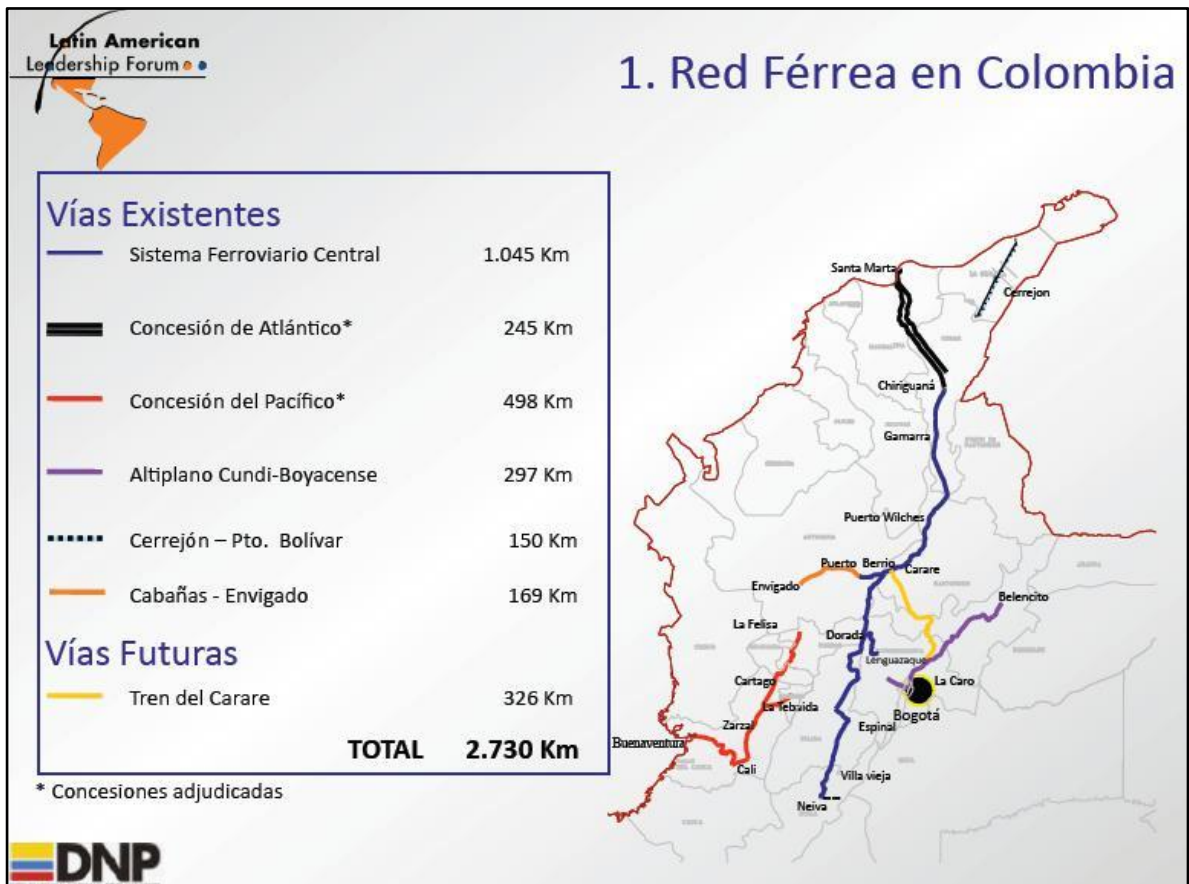 Latin American
Leadership Forum
1. Red Férrea en Colombia
Vías Existentes
Sistema Ferroviario Central 1.045 Km
Concesión de Atlántico* 245 Km
Concesión del Pacífico* 498 Km
Altiplano Cundi-Boyacense 297 Km
Cerrejón – Pto. Bolívar 150 Km
Cabañas - Envigado 169 Km
Vías Futuras
Tren del Carare 326 Km
TOTAL 2.730 Km
* Concesiones adjudicadas
DNP
Santa Marta
Cerrejon
Chiriguaná
Gamarra
Puerto Wilches
Puerto Berrio
Carare
Envigado
Belencito
La Felisa
Dorada
Lenguazaque
Cartago
La Caro
La Tebaida
Bogotá
Zarzal
Espinal
Buenaventura
Cali
Villa vieja
Neiva